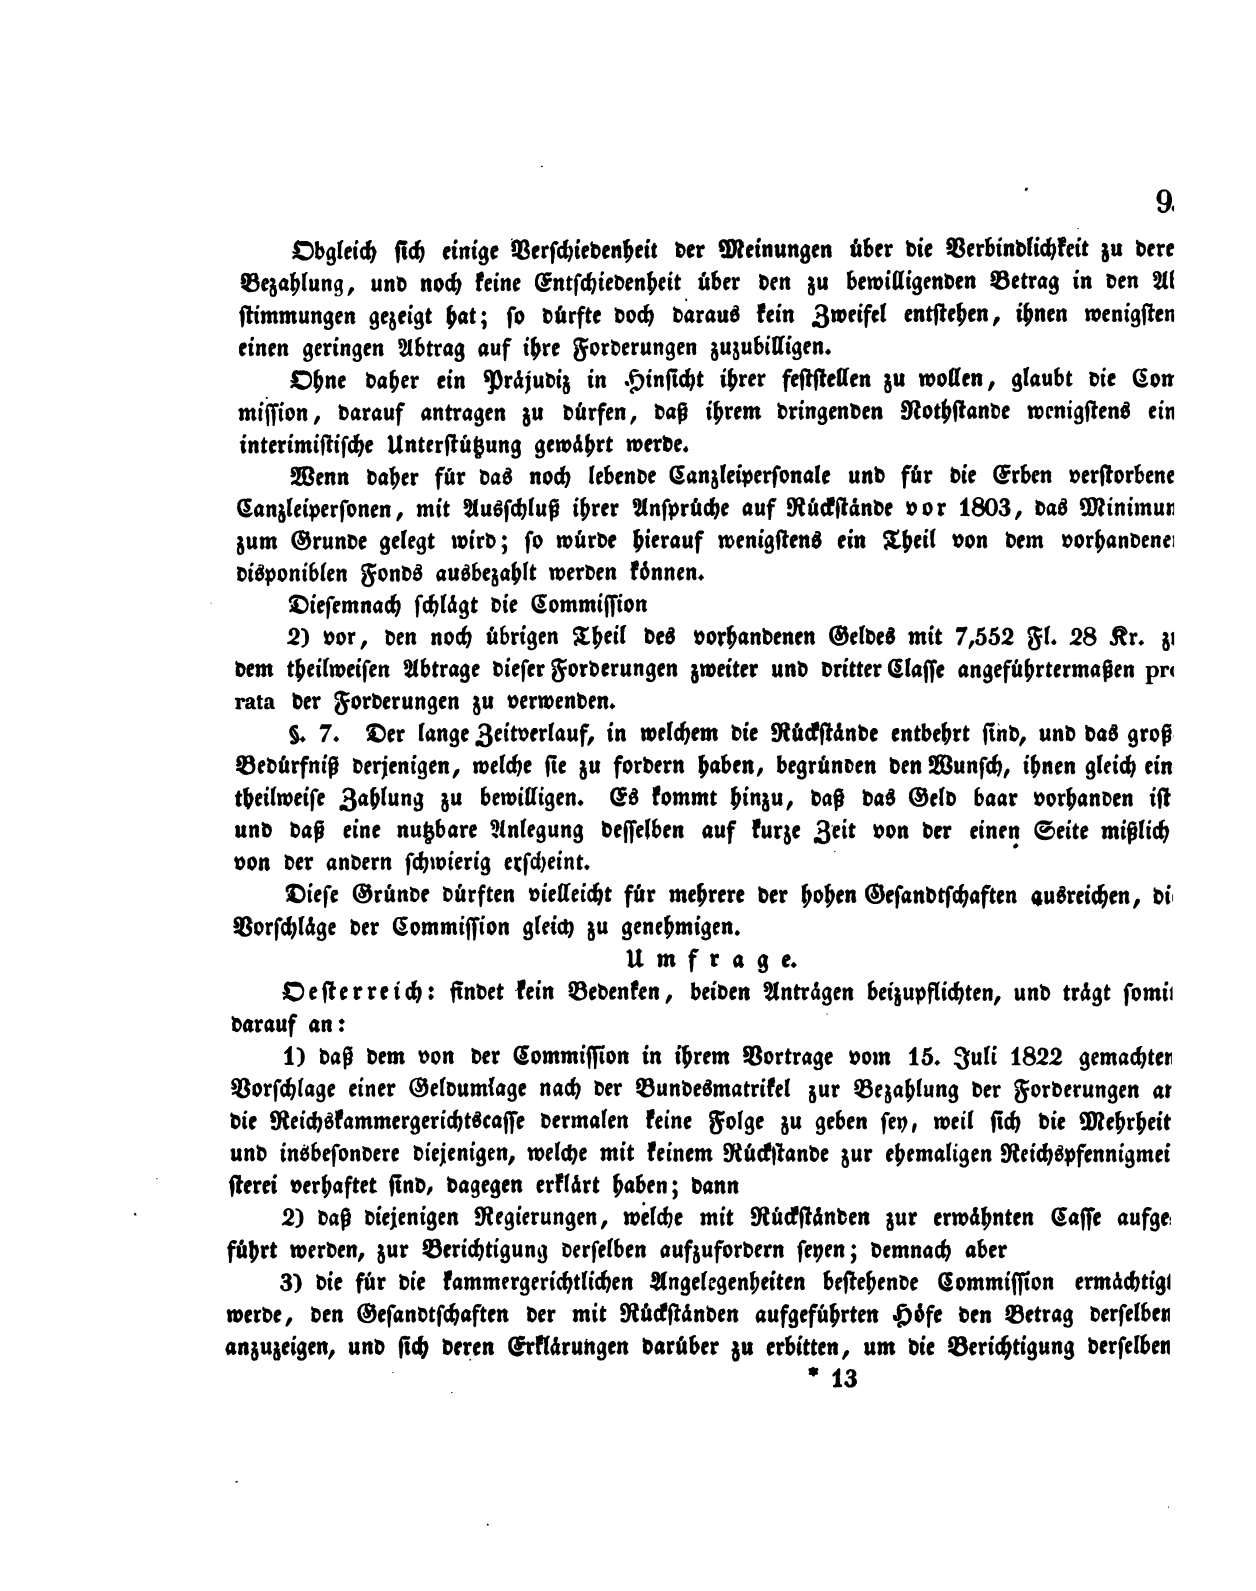 9
Obgleich ſich einige Verſchiedenheit der Meinungen über die Verbindlichkeit zu dere
Bezahlung, und noch keine Entſchiedenheit über den zu bewilligenden Betrag in den
ſtimmungen gezeigt hat; ſo dürfte doch daraus kein Zweifel entſtehen, ihnen wenigſten
einen geringen Abtrag auf ihre Forderungen zuzubilligen.
Ohne daher ein Präjudiz in Hinſicht ihrer feſtſtellen zu wollen, glaubt die Com
miſſion, darauf antragen zu dürfen, daß ihrem dringenden Nothſtande wenigſtens ein
interimiſtiſche Unterſtützung gewährt werde.
Wenn daher für das noch lebende Canzleiperſonale und für die Erben verſtorbene
Canzleiperſonen, mit Ausſchluß ihrer Anſprüche auf Rückſtände vor 1803, das Minimum
zum Grunde gelegt wird; ſo würde hierauf wenigſtens ein Theil von dem vorhandenen
disponiblen Fonds ausbezahlt werden können.
Dieſemnach ſchlägt die Commiſſion
2) vor, den noch übrigen Theil des vorhandenen Geldes mit 7,552 Fl. 28 Kr. zu
dem theilweiſen Abtrage dieſer Forderungen zweiter und dritter Claſſe angeführtermaßen pro
rata der Forderungen zu verwenden.
§. 7. Der lange Zeitverlauf, in welchem die Rückſtände entbehrt ſind, und das groß
Bedürfniß derjenigen, welche ſie zu fordern haben, begründen den Wunſch, ihnen gleich ein
theilweiſe Zahlung zu bewilligen. Es kommt hinzu, daß das Geld baar vorhanden iſt
und daß eine nutzbare Anlegung deſſelben auf kurze Zeit von der einen Seite mißlich
von der andern ſchwierig erſcheint.
Dieſe Gründe dürften vielleicht für mehrere der hohen Geſandtſchaften ausreichen, die
Vorſchläge der Commiſſion gleich zu genehmigen.
Umfrage.
Oeſterreich: findet kein Bedenken, beiden Anträgen beizupflichten, und trägt ſomit
darauf an:
1) daß dem von der Commiſſion in ihrem Vortrage vom 15. Juli 1822 gemachten
Vorſchlage einer Geldumlage nach der Bundesmatrikel zur Bezahlung der Forderungen an
die Reichskammergerichtscaſſe dermalen keine Folge zu geben ſey, weil ſich die Mehrheit
und insbeſondere diejenigen, welche mit keinem Rückſtande zur ehemaligen Reichspfennigmei
ſterei verhaftet ſind, dagegen erklärt haben; dann
2) daß diejenigen Regierungen, welche mit Rückſtänden zur erwähnten Caſſe aufge
führt werden, zur Berichtigung derſelben aufzufordern ſeyen; demnach aber
3) die für die kammergerichtlichen Angelegenheiten beſtehende Commiſſion ermächtigt
werde, den Geſandtſchaften der mit Rückſtänden aufgeführten Höfe den Betrag derſelben
anzuzeigen, und ſich deren Erklärungen darüber zu erbitten, um die Berichtigung derſelben
* 13